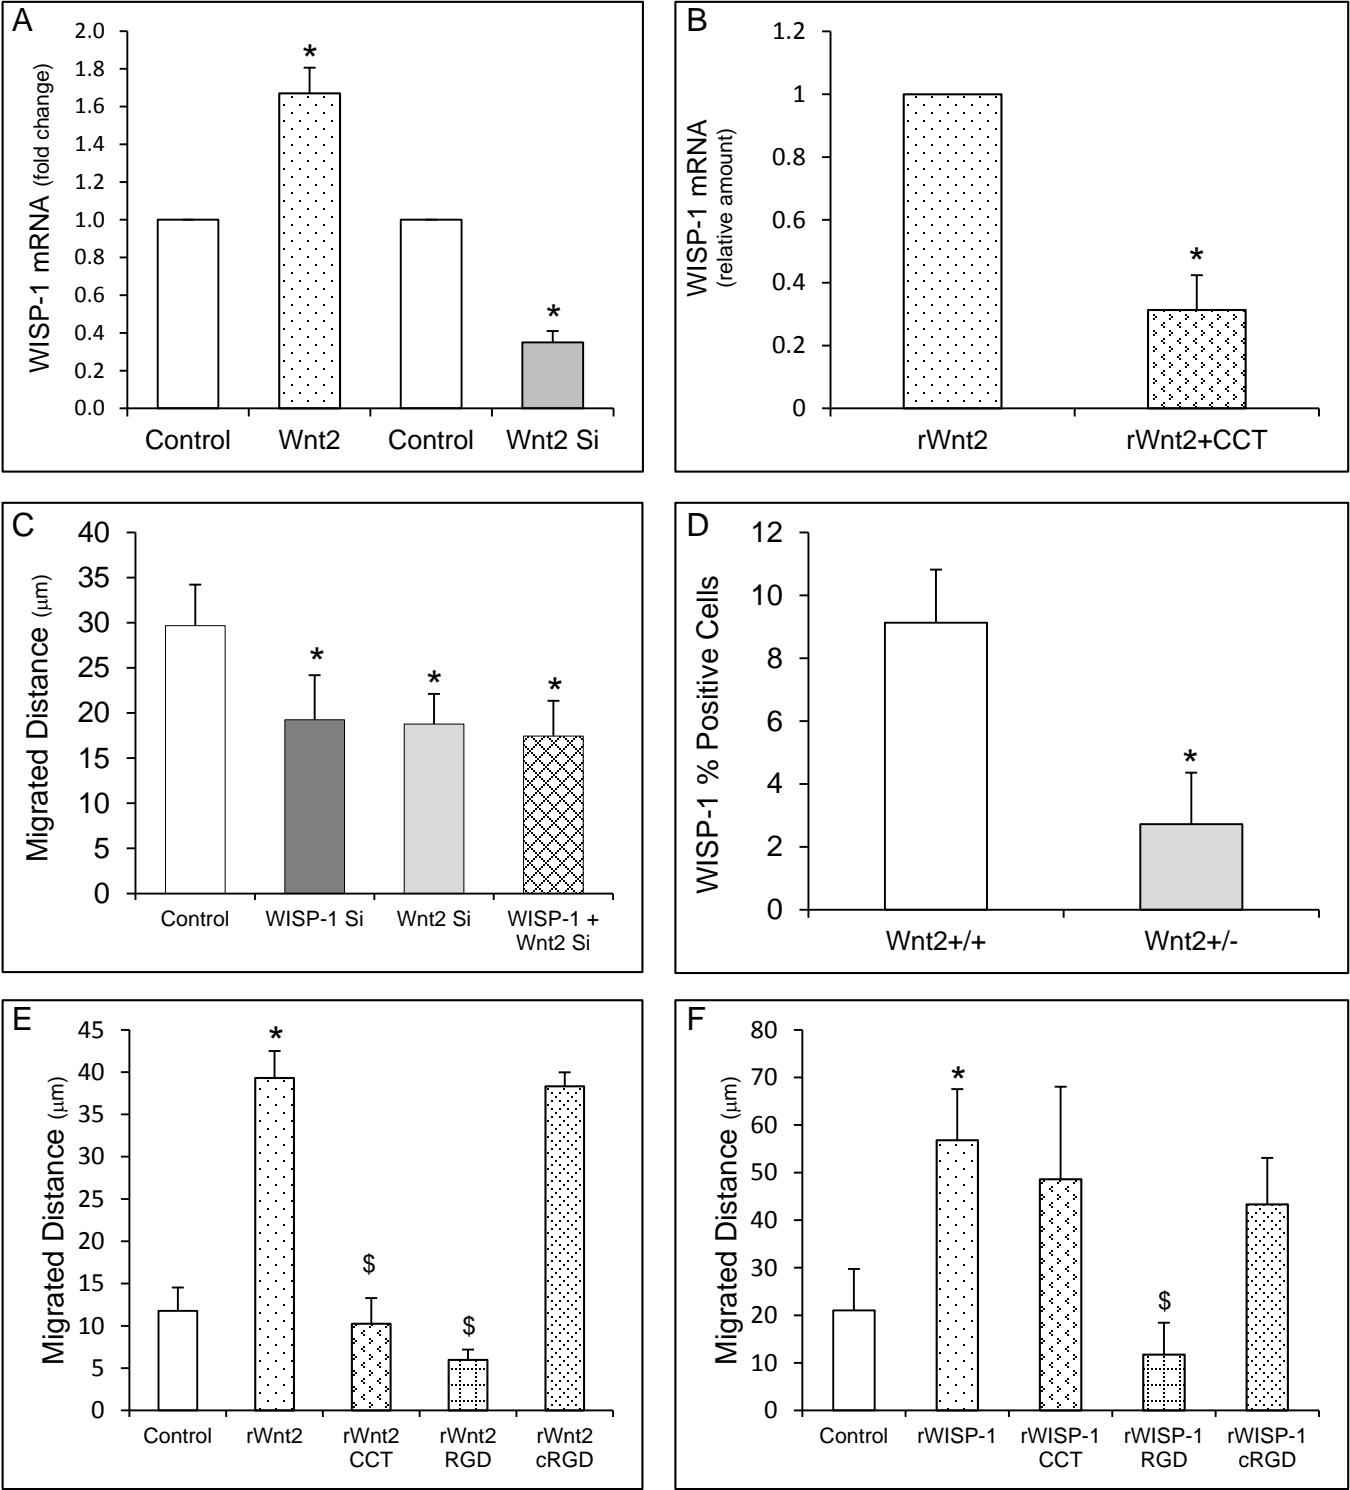 A
WISP-1 mRNA (fold change)
2.0
1.8
1.6
1.4
1.2
1.0
0.8
0.6
0.4
0.2
0.0
*
*
Control Wnt2 Control Wnt2 Si
B
WISP-1 mRNA
(relative amount)
1.2
1
0.8
0.6
0.4
0.2
0
*
rWnt2 rWnt2+CCT
C
Migrated Distance (μm)
40
35
30
25
20
15
10
5
0
* * *
Control WISP-1 Si Wnt2 Si WISP-1 +
Wnt2 Si
D
WISP-1 % Positive Cells
12
10
8
6
4
2
0
*
Wnt2+/+ Wnt2+/-
E
Migrated Distance (μm)
45
40
35
30
25
20
15
10
5
0
*
$
$
Control rWnt2 rWnt2 rWnt2 rWnt2
CCT RGD cRGD
F
Migrated Distance (μm)
80
70
60
50
40
30
20
10
0
*
$
Control rWISP-1 rWISP-1 rWISP-1 rWISP-1
CCT RGD cRGD